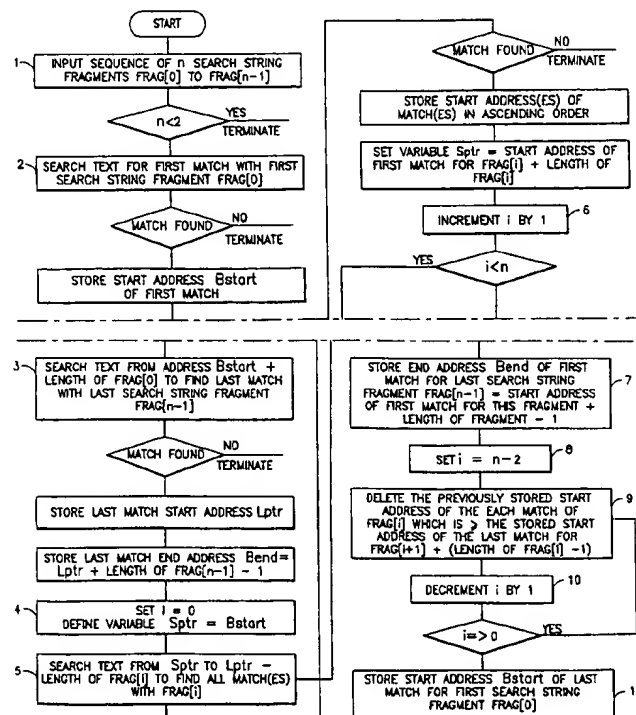 START
1
INPUT SEQUENCE OF n SEARCH STRING
FRAGMENTS FRAG[0] TO FRAG[n-1]
n<2
YES
TERMINATE
2
SEARCH TEXT FOR FIRST MATCH WITH FIRST
SEARCH STRING FRAGMENT FRAG[0]
MATCH FOUND
NO
TERMINATE
STORE START ADDRESS Bstart
OF FIRST MATCH
3
SEARCH TEXT FROM ADDRESS Bstart +
LENGTH OF FRAG[0] TO FIND LAST MATCH
WITH LAST SEARCH STRING FRAGMENT
FRAG[n-1]
MATCH FOUND
NO
TERMINATE
STORE LAST MATCH START ADDRESS Lptr
STORE LAST MATCH END ADDRESS Bend=
Lptr + LENGTH OF FRAG[n-1] - 1
4
SET i = 0
DEFINE VARIABLE Sptr = Bstart
5
SEARCH TEXT FROM Sptr TO Lptr -
LENGTH OF FRAG[i] TO FIND ALL MATCH(ES)
WITH FRAG[i]
MATCH FOUND
NO
TERMINATE
STORE START ADDRESS(ES) OF
MATCH(ES) IN ASCENDING ORDER
SET VARIABLE Sptr = START ADDRESS OF
FIRST MATCH FOR FRAG[i] + LENGTH OF
FRAG[i]
6
INCREMENT i BY 1
YES
i<n
STORE END ADDRESS Bend OF FIRST
MATCH FOR LAST SEARCH STRING
FRAGMENT FRAG[n-1] = START ADDRESS
OF FIRST MATCH FOR THIS FRAGMENT +
LENGTH OF FRAGMENT - 1
7
SET i = n-2
8
DELETE THE PREVIOUSLY STORED START
ADDRESS OF THE EACH MATCH OF
FRAG[i] WHICH IS ⩾ THE STORED START
ADDRESS OF THE LAST MATCH FOR
FRAG[i+1] + (LENGTH OF FRAG[i] -1)
9
10
DECREMENT i BY 1
i=>0
YES
STORE START ADDRESS Bstart OF LAST
MATCH FOR FIRST SEARCH STRING
FRAGMENT FRAG[0]